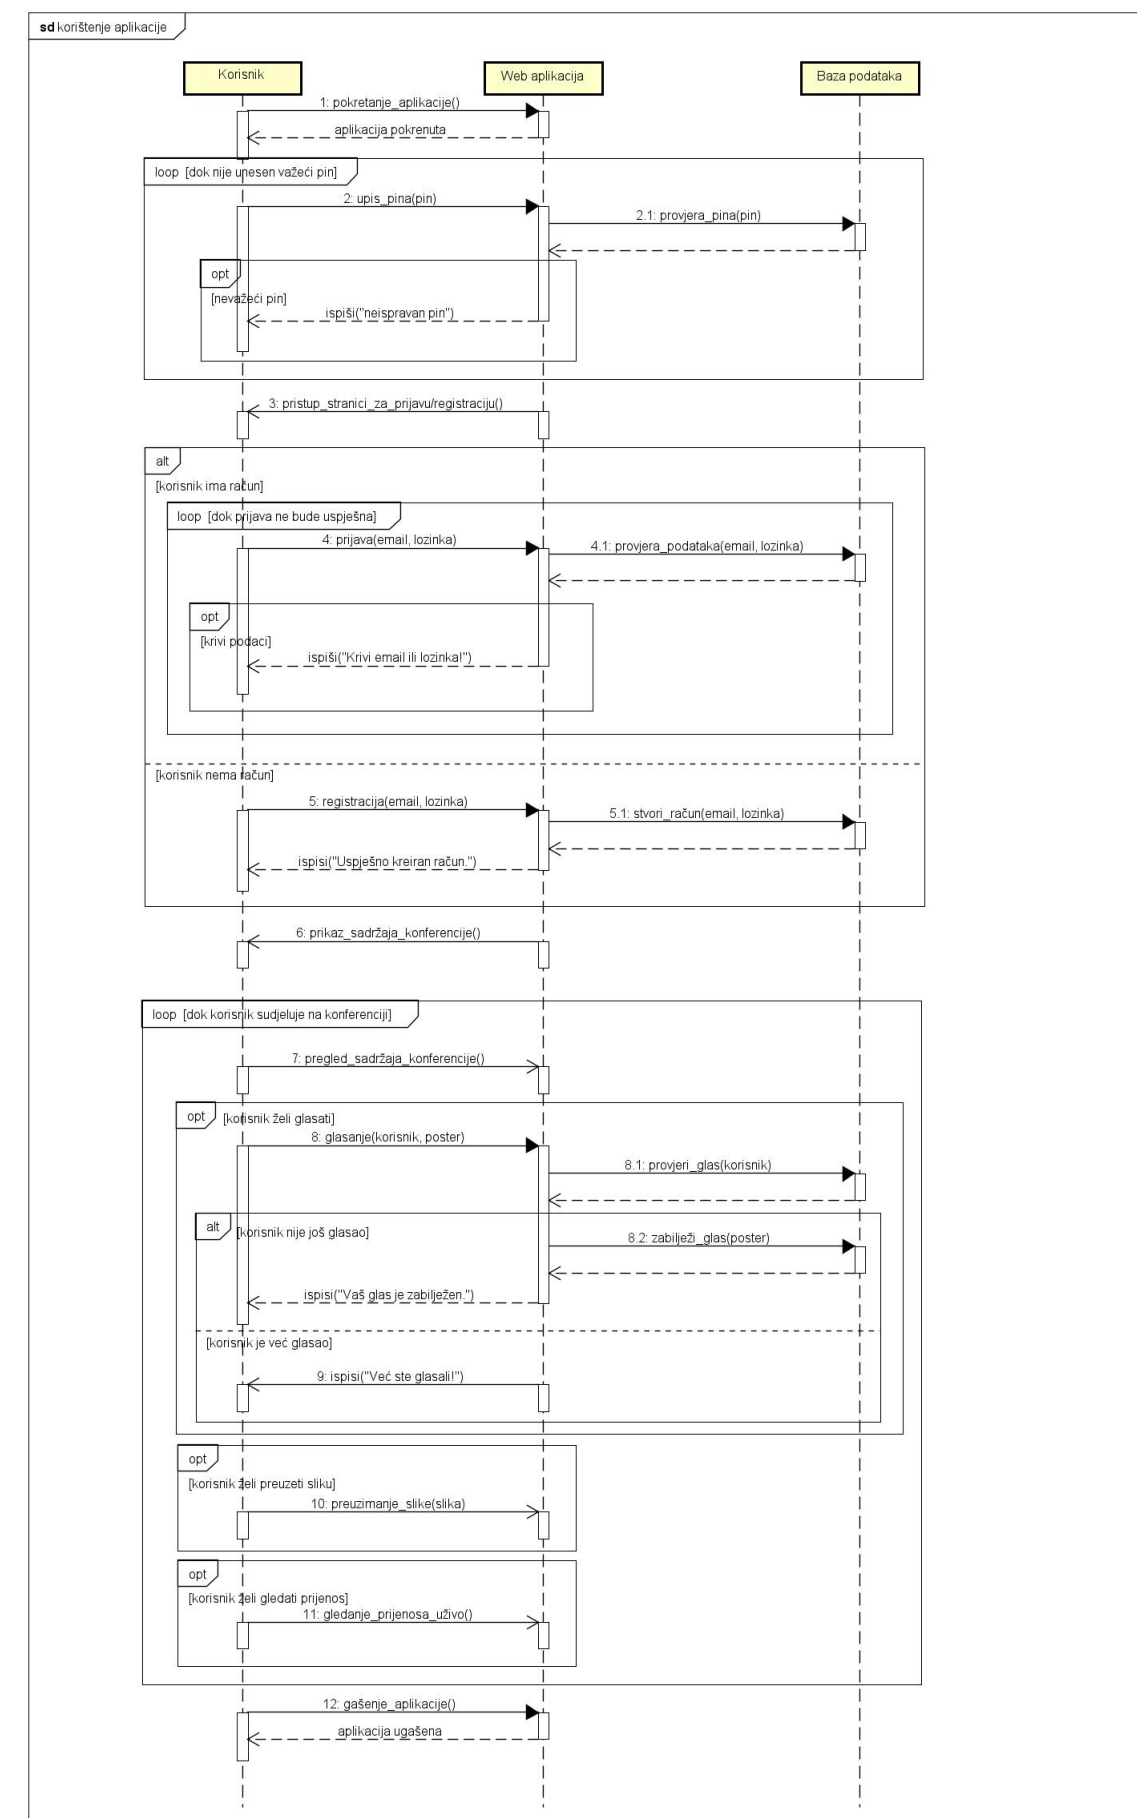 sd korištenje aplikacije
Korisnik
Web aplikacija
Baza podataka
1: pokretanje_aplikacije()
aplikacija pokrenuta
loop [dok nije unesen važeći pin]
2: upis_pina(pin)
2.1: provjera_pina(pin)
opt
[nevažeći pin]
ispiši("neispravan pin")
3: pristup_stranici_za_prijavu/registraciju()
alt
[korisnik ima račun]
loop [dok prijava ne bude uspješna]
4: prijava(email, lozinka)
4.1: provjera_podataka(email, lozinka)
opt
[krivi podaci]
ispiši("Krivi email ili lozinka!")
[korisnik nema račun]
5: registracija(email, lozinka)
5.1: stvori_račun(email, lozinka)
ispisi("Uspješno kreiran račun.")
6: prikaz_sadržaja_konferencije()
loop [dok korisnik sudjeluje na konferenciji]
7: pregled_sadržaja_konferencije()
opt [korisnik želi glasati]
8: glasanje(korisnik, poster)
8.1: provjeri_glas(korisnik)
alt [korisnik nije još glasao]
8.2: zabilježi_glas(poster)
ispisi("Vaš glas je zabilježen.")
[korisnik je već glasao]
9: ispisi("Već ste glasali!")
opt
[korisnik želi preuzeti sliku]
10: preuzimanje_slike(slika)
opt
[korisnik želi gledati prijenos]
11: gledanje_prijenosa_uživo()
12: gašenje_aplikacije()
aplikacija ugašena